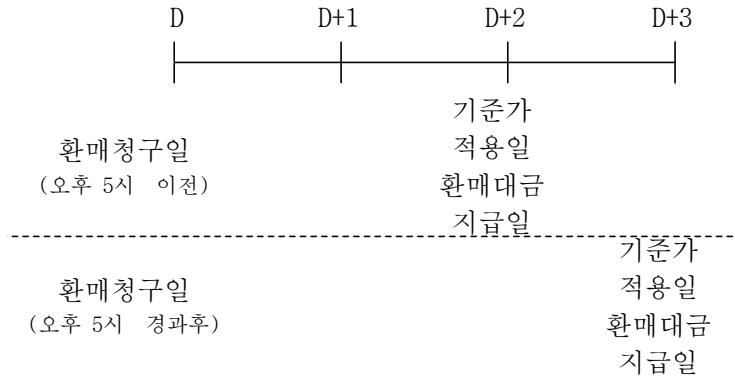 D D+1 D+2 D+3
기준가
적용일
환매대금
지급일
환매청구일
(오후 5시 이전)
기준가
적용일
환매대금
지급일
환매청구일
(오후 5시 경과후)